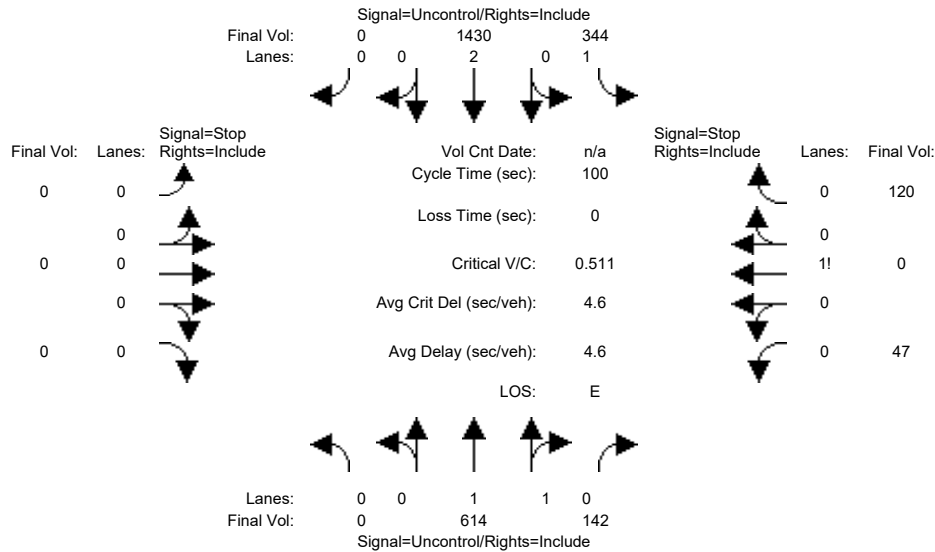 Signal=Uncontrol/Rights=Include
Final Vol: 0 1430 344
Lanes: 0 0 2 0 1
Signal=Stop
Final Vol: Lanes: Rights=Include
Vol Cnt Date: n/a
Cycle Time (sec): 100
Signal=Stop
Rights=Include Lanes: Final Vol:
0 0
0 120
Loss Time (sec): 0
0
0
0 0
Critical V/C: 0.511
1! 0
0
Avg Crit Del (sec/veh): 4.6
0
0 0
Avg Delay (sec/veh): 4.6
0 47
LOS: E
Lanes: 0 0 1 1 0
Final Vol: 0 614 142
Signal=Uncontrol/Rights=Include